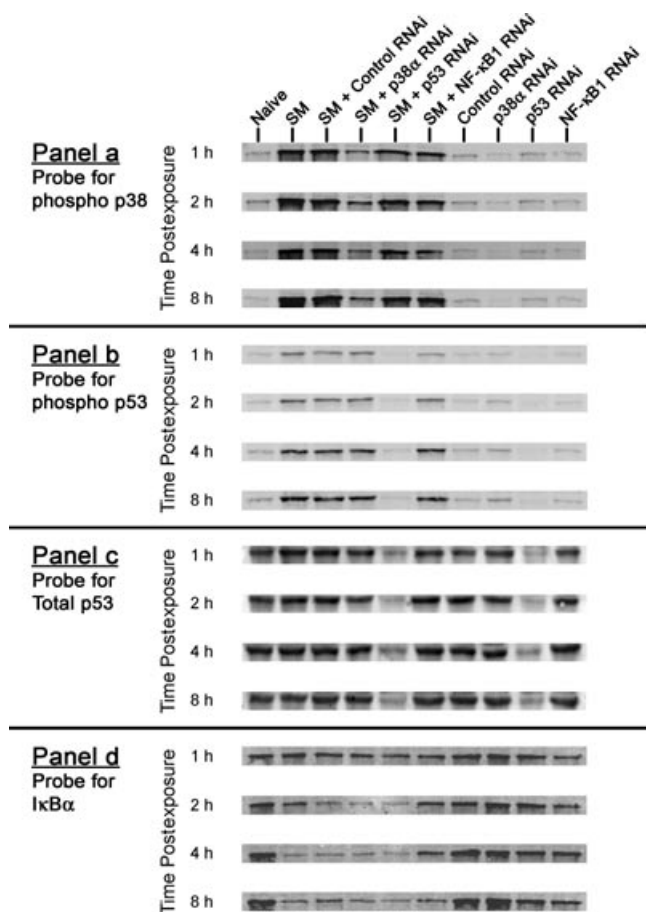 Naive
SM
SM + Control RNAi
SM + p38α RNAi
SM + p53 RNAi
SM + NF-κB1 RNAi
Control RNAi
p38α RNAi
p53 RNAi
NF-κB1 RNAi
Panel a
Probe for
phospho p38
Time Postexposure
1 h
2 h
4 h
8 h
Panel b
Probe for
phospho p53
Time Postexposure
1 h
2 h
4 h
8 h
Panel c
Probe for
Total p53
Time Postexposure
1 h
2 h
4 h
8 h
Panel d
Probe for
IκBα
Time Postexposure
1 h
2 h
4 h
8 h